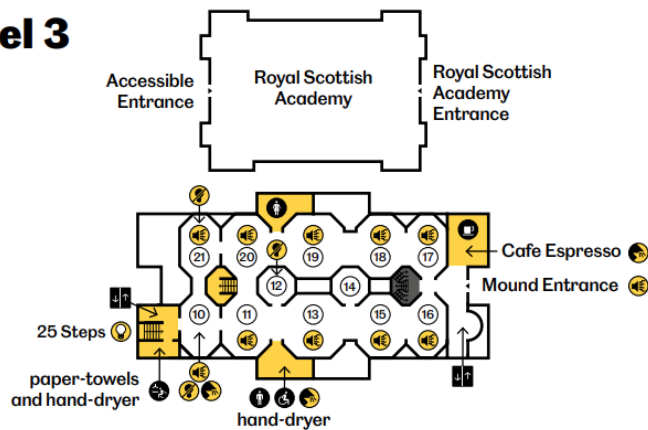 el 3
Accessible
Entrance
Royal Scottish
Academy
Royal Scottish
Academy
Entrance
21
20
19
18
17
Cafe Espresso
12
14
Mound Entrance
10
11
13
15
16
25 Steps
paper-towels
and hand-dryer
hand-dryer